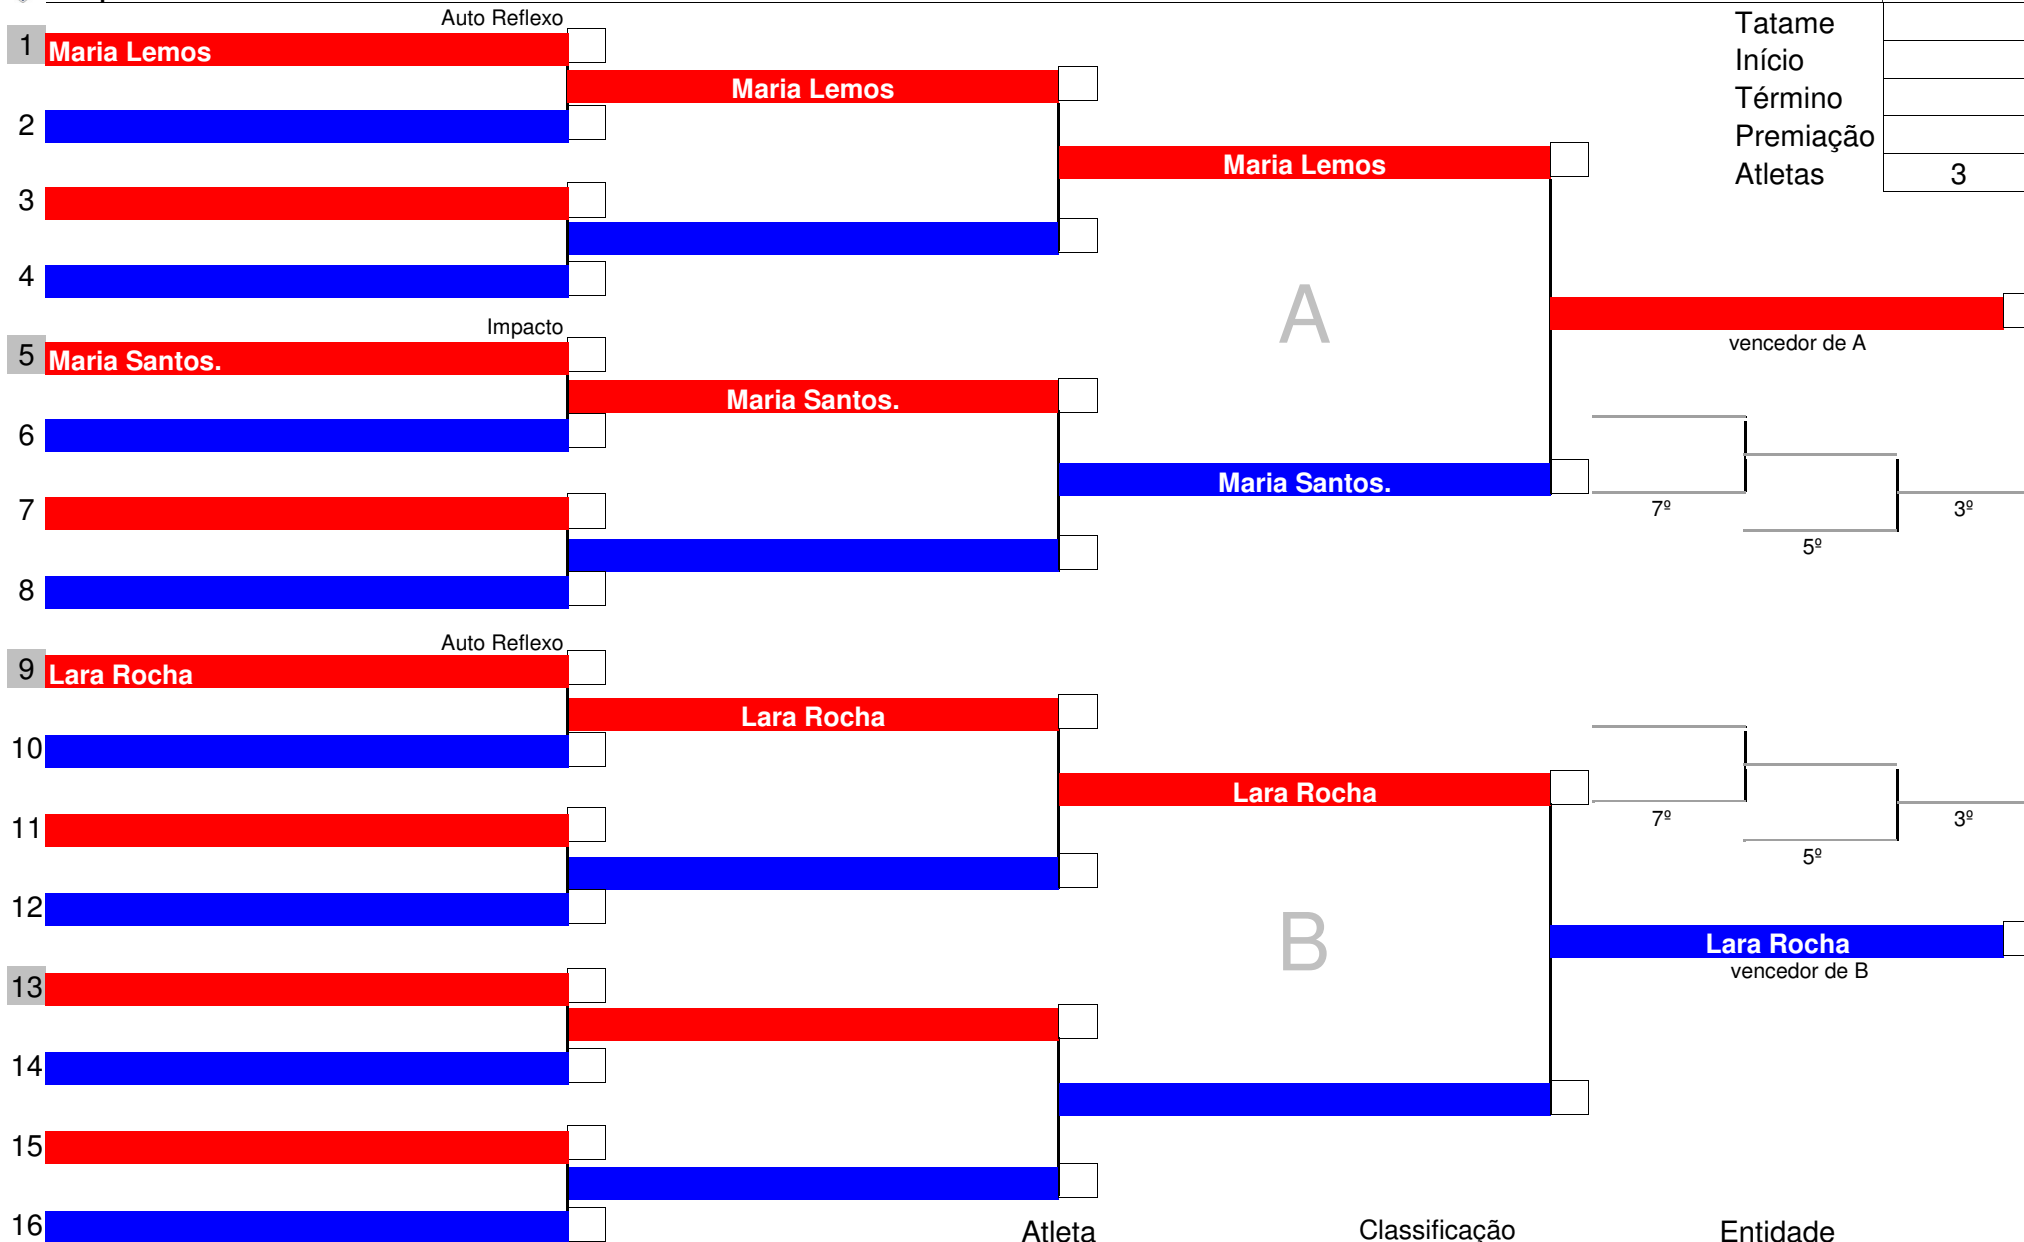 Auto Reflexo
1 Maria Lemos
Maria Lemos
2
Maria Lemos
3
4
Impacto
5 Maria Santos.
Maria Santos.
6
Maria Santos.
7
8
A
vencedor de A
7º
5º
3º
Auto Reflexo
9 Lara Rocha
Lara Rocha
10
Lara Rocha
11
12
13
14
15
16
B
7º
5º
3º
Lara Rocha
vencedor de B
Tatame
Início
Término
Premiação
Atletas 3
Atleta Classificação Entidade